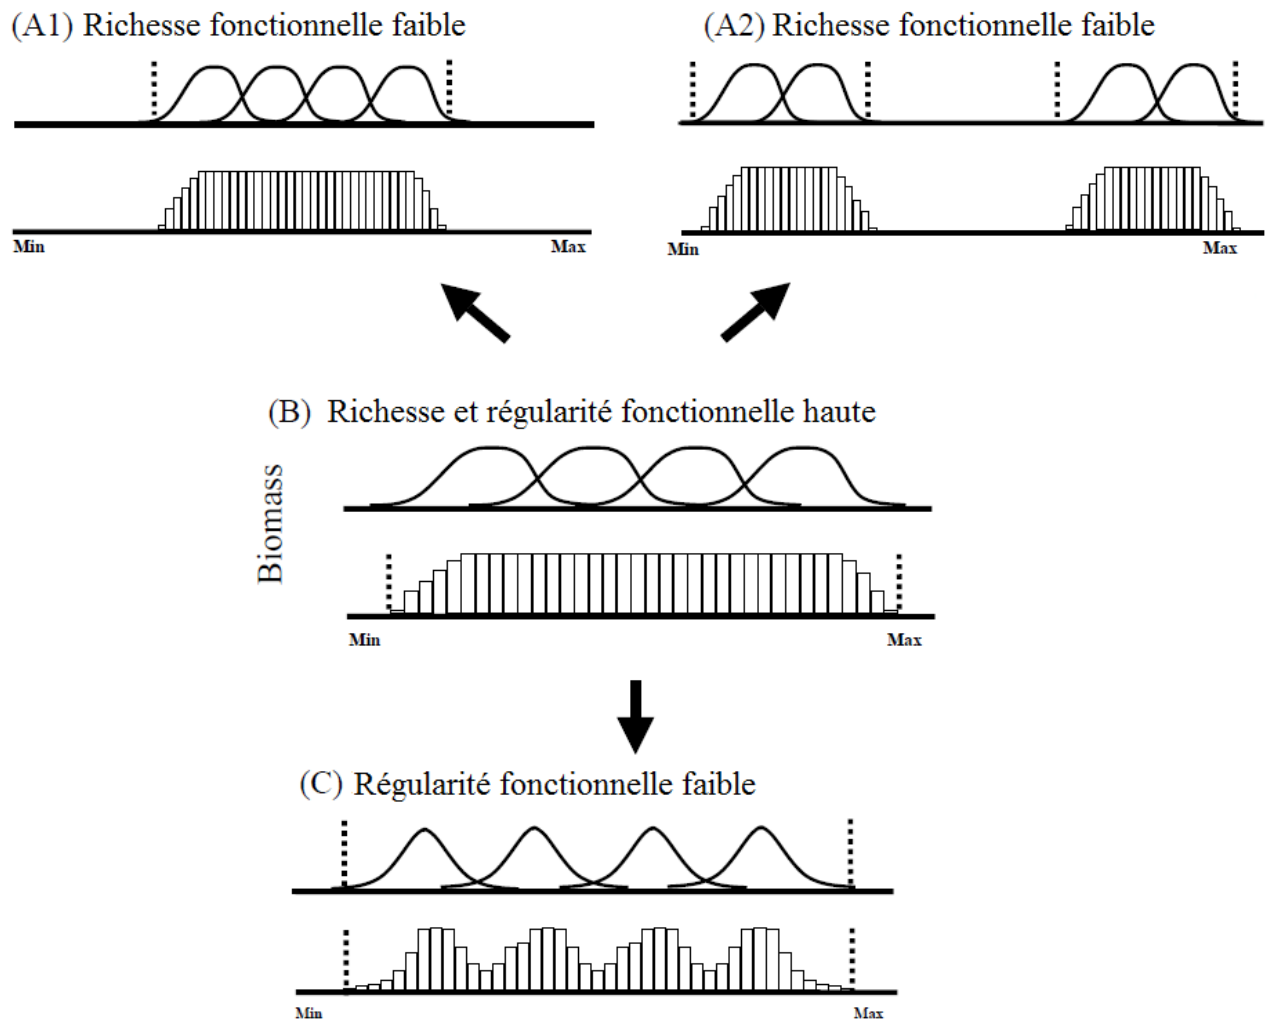 (A1) Richesse fonctionnelle faible
(A2) Richesse fonctionnelle faible
Min Max
Min Max
(B) Richesse et régularité fonctionnelle haute
Biomass
Min Max
(C) Régularité fonctionnelle faible
Min Max